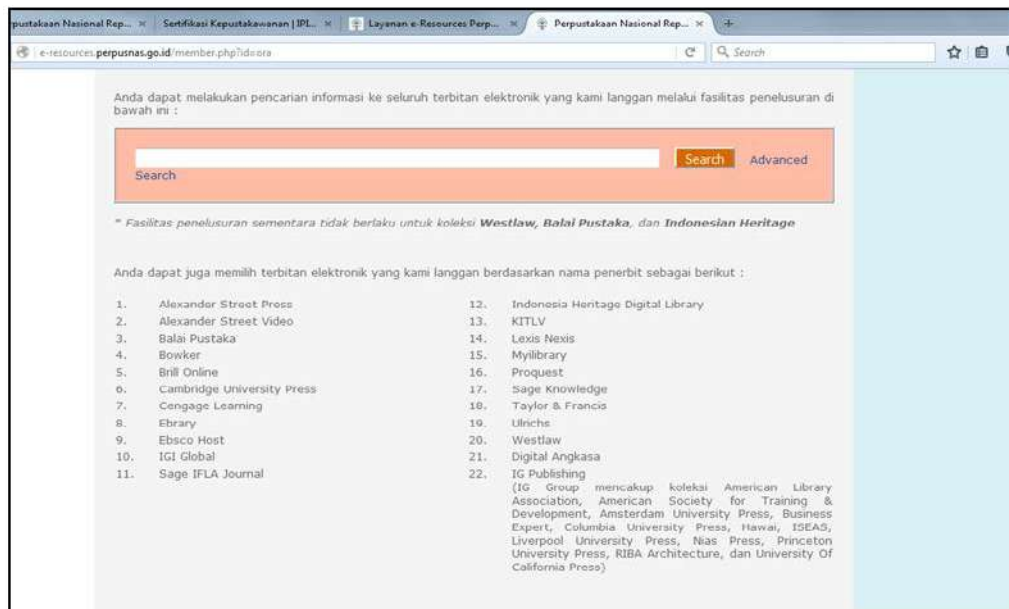 pustakaan Nasional Rep... ×
Sertifikasi Kepustakawanan | IPI... ×
Layanan e-Resources Perp... ×
Perpustakaan Nasional Rep... ×
+
e-resources.perpusnas.go.id/member.php?id=ora
Search
Anda dapat melakukan pencarian informasi ke seluruh terbitan elektronik yang kami langgan melalui fasilitas penelusuran di
bawah ini :
Search Advanced
Search
* Fasilitas penelusuran sementara tidak berlaku untuk koleksi Westlaw, Balai Pustaka, dan Indonesian Heritage
Anda dapat juga memilih terbitan elektronik yang kami langgan berdasarkan nama penerbit sebagai berikut :
1. Alexander Street Press
2. Alexander Street Video
3. Balai Pustaka
4. Bowker
5. Brill Online
6. Cambridge University Press
7. Cengage Learning
8. Ebrary
9. Ebsco Host
10. IGI Global
11. Sage IFLA Journal
12. Indonesia Heritage Digital Library
13. KITLV
14. Lexis Nexis
15. Myilibrary
16. Proquest
17. Sage Knowledge
18. Taylor & Francis
19. Ulrichs
20. Westlaw
21. Digital Angkasa
22. IG Publishing
(IG Group mencakup koleksi American Library
Association, American Society for Training &
Development, Amsterdam University Press, Business
Expert, Columbia University Press, Hawai, ISEAS,
Liverpool University Press, Nias Press, Princeton
University Press, RIBA Architecture, dan University Of
California Press)